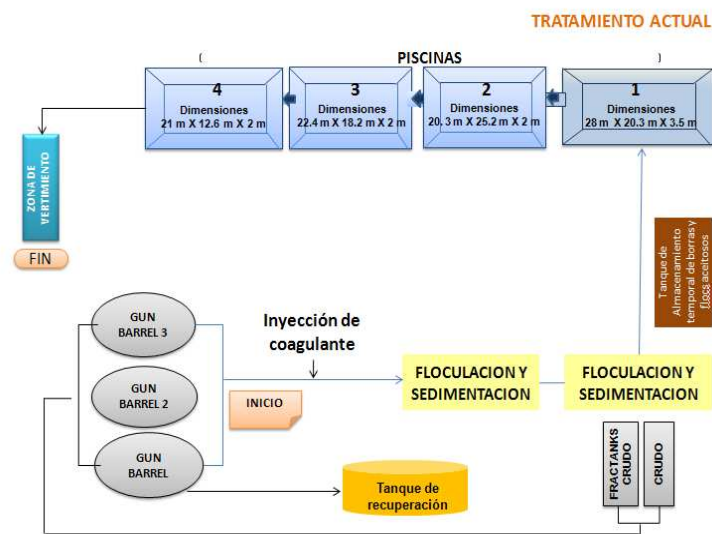 TRATAMIENTO ACTUAL
(
PISCINAS
)
4
Dimensiones
21 m X 12.6 m X 2 m
3
Dimensiones
22.4 m X 18.2 m X 2 m
2
Dimensiones
20. 3 m X 25.2 m X 2 m
1
Dimensiones
28 m X 20.3 m X 3.5 m
ZONA DE
VERTIMIENTO
FIN
Tanque de
Almacenamiento
temporal de borras y
flocs aceitosos
GUN
BARREL 3
GUN
BARREL 2
GUN
BARREL
Inyección de
coagulante
INICIO
FLOCULACION Y
SEDIMENTACION
FLOCULACION Y
SEDIMENTACION
FRACTANKS
CRUDO
CRUDO
Tanque de
recuperación